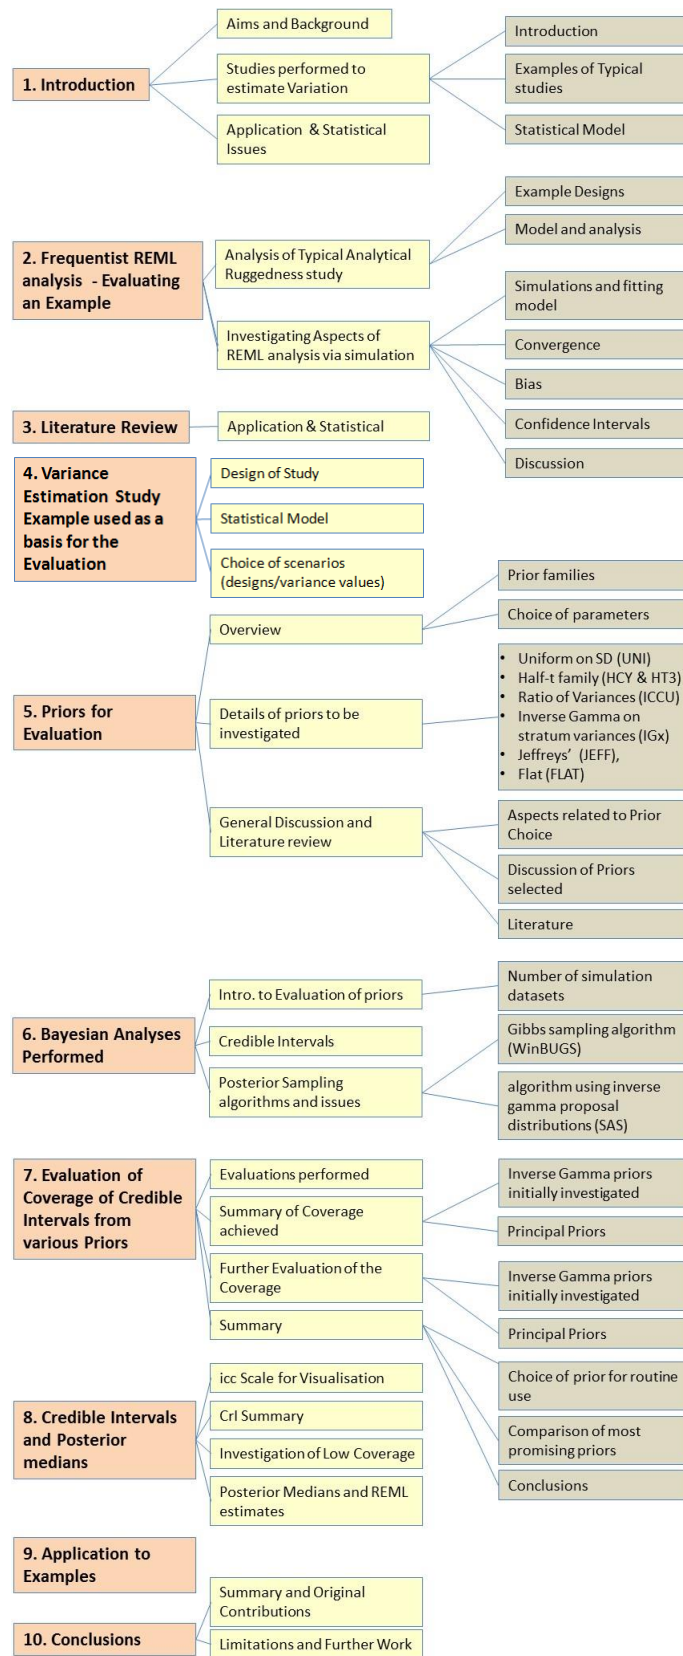 1. Introduction
Aims and Background
Studies performed to
estimate Variation
Introduction
Examples of Typical
studies
Statistical Model
Application & Statistical
Issues
2. Frequentist REML
analysis - Evaluating
an Example
Analysis of Typical Analytical
Ruggedness study
Example Designs
Model and analysis
Investigating Aspects of
REML analysis via simulation
Simulations and fitting
model
Convergence
Bias
Confidence Intervals
Discussion
3. Literature Review
Application & Statistical
4. Variance
Estimation Study
Example used as a
basis for the
Evaluation
Design of Study
Statistical Model
Choice of scenarios
(designs/variance values)
5. Priors for
Evaluation
Overview
Prior families
Choice of parameters
Details of priors to be
investigated
• Uniform on SD (UNI)
• Half-t family (HCY & HT3)
• Ratio of Variances (ICCU)
• Inverse Gamma on
stratum variances (IGx)
• Jeffreys' (JEFF),
• Flat (FLAT)
General Discussion and
Literature review
Aspects related to Prior
Choice
Discussion of Priors
selected
Literature
6. Bayesian Analyses
Performed
Intro. to Evaluation of priors
Number of simulation
datasets
Credible Intervals
Posterior Sampling
algorithms and issues
Gibbs sampling algorithm
(WinBUGS)
algorithm using inverse
gamma proposal
distributions (SAS)
7. Evaluation of
Coverage of Credible
Intervals from
various Priors
Evaluations performed
Summary of Coverage
achieved
Inverse Gamma priors
initially investigated
Principal Priors
Further Evaluation of the
Coverage
Inverse Gamma priors
initially investigated
Principal Priors
Summary
Choice of prior for routine
use
Comparison of most
promising priors
Conclusions
8. Credible Intervals
and Posterior
medians
icc Scale for Visualisation
CrI Summary
Investigation of Low Coverage
Posterior Medians and REML
estimates
9. Application to
Examples
10. Conclusions
Summary and Original
Contributions
Limitations and Further Work